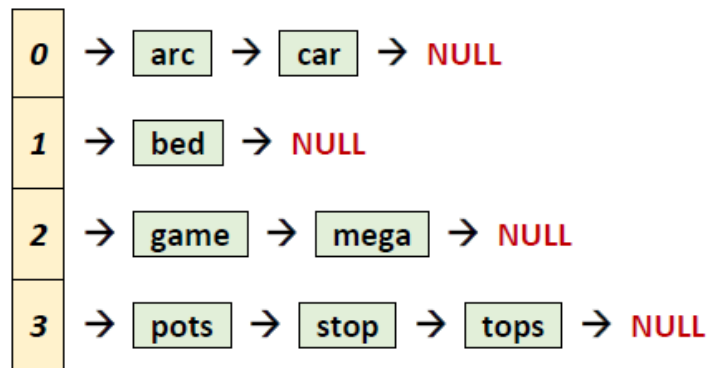 0 → arc → car → NULL
1 → bed → NULL
2 → game → mega → NULL
3 → pots → stop → tops → NULL